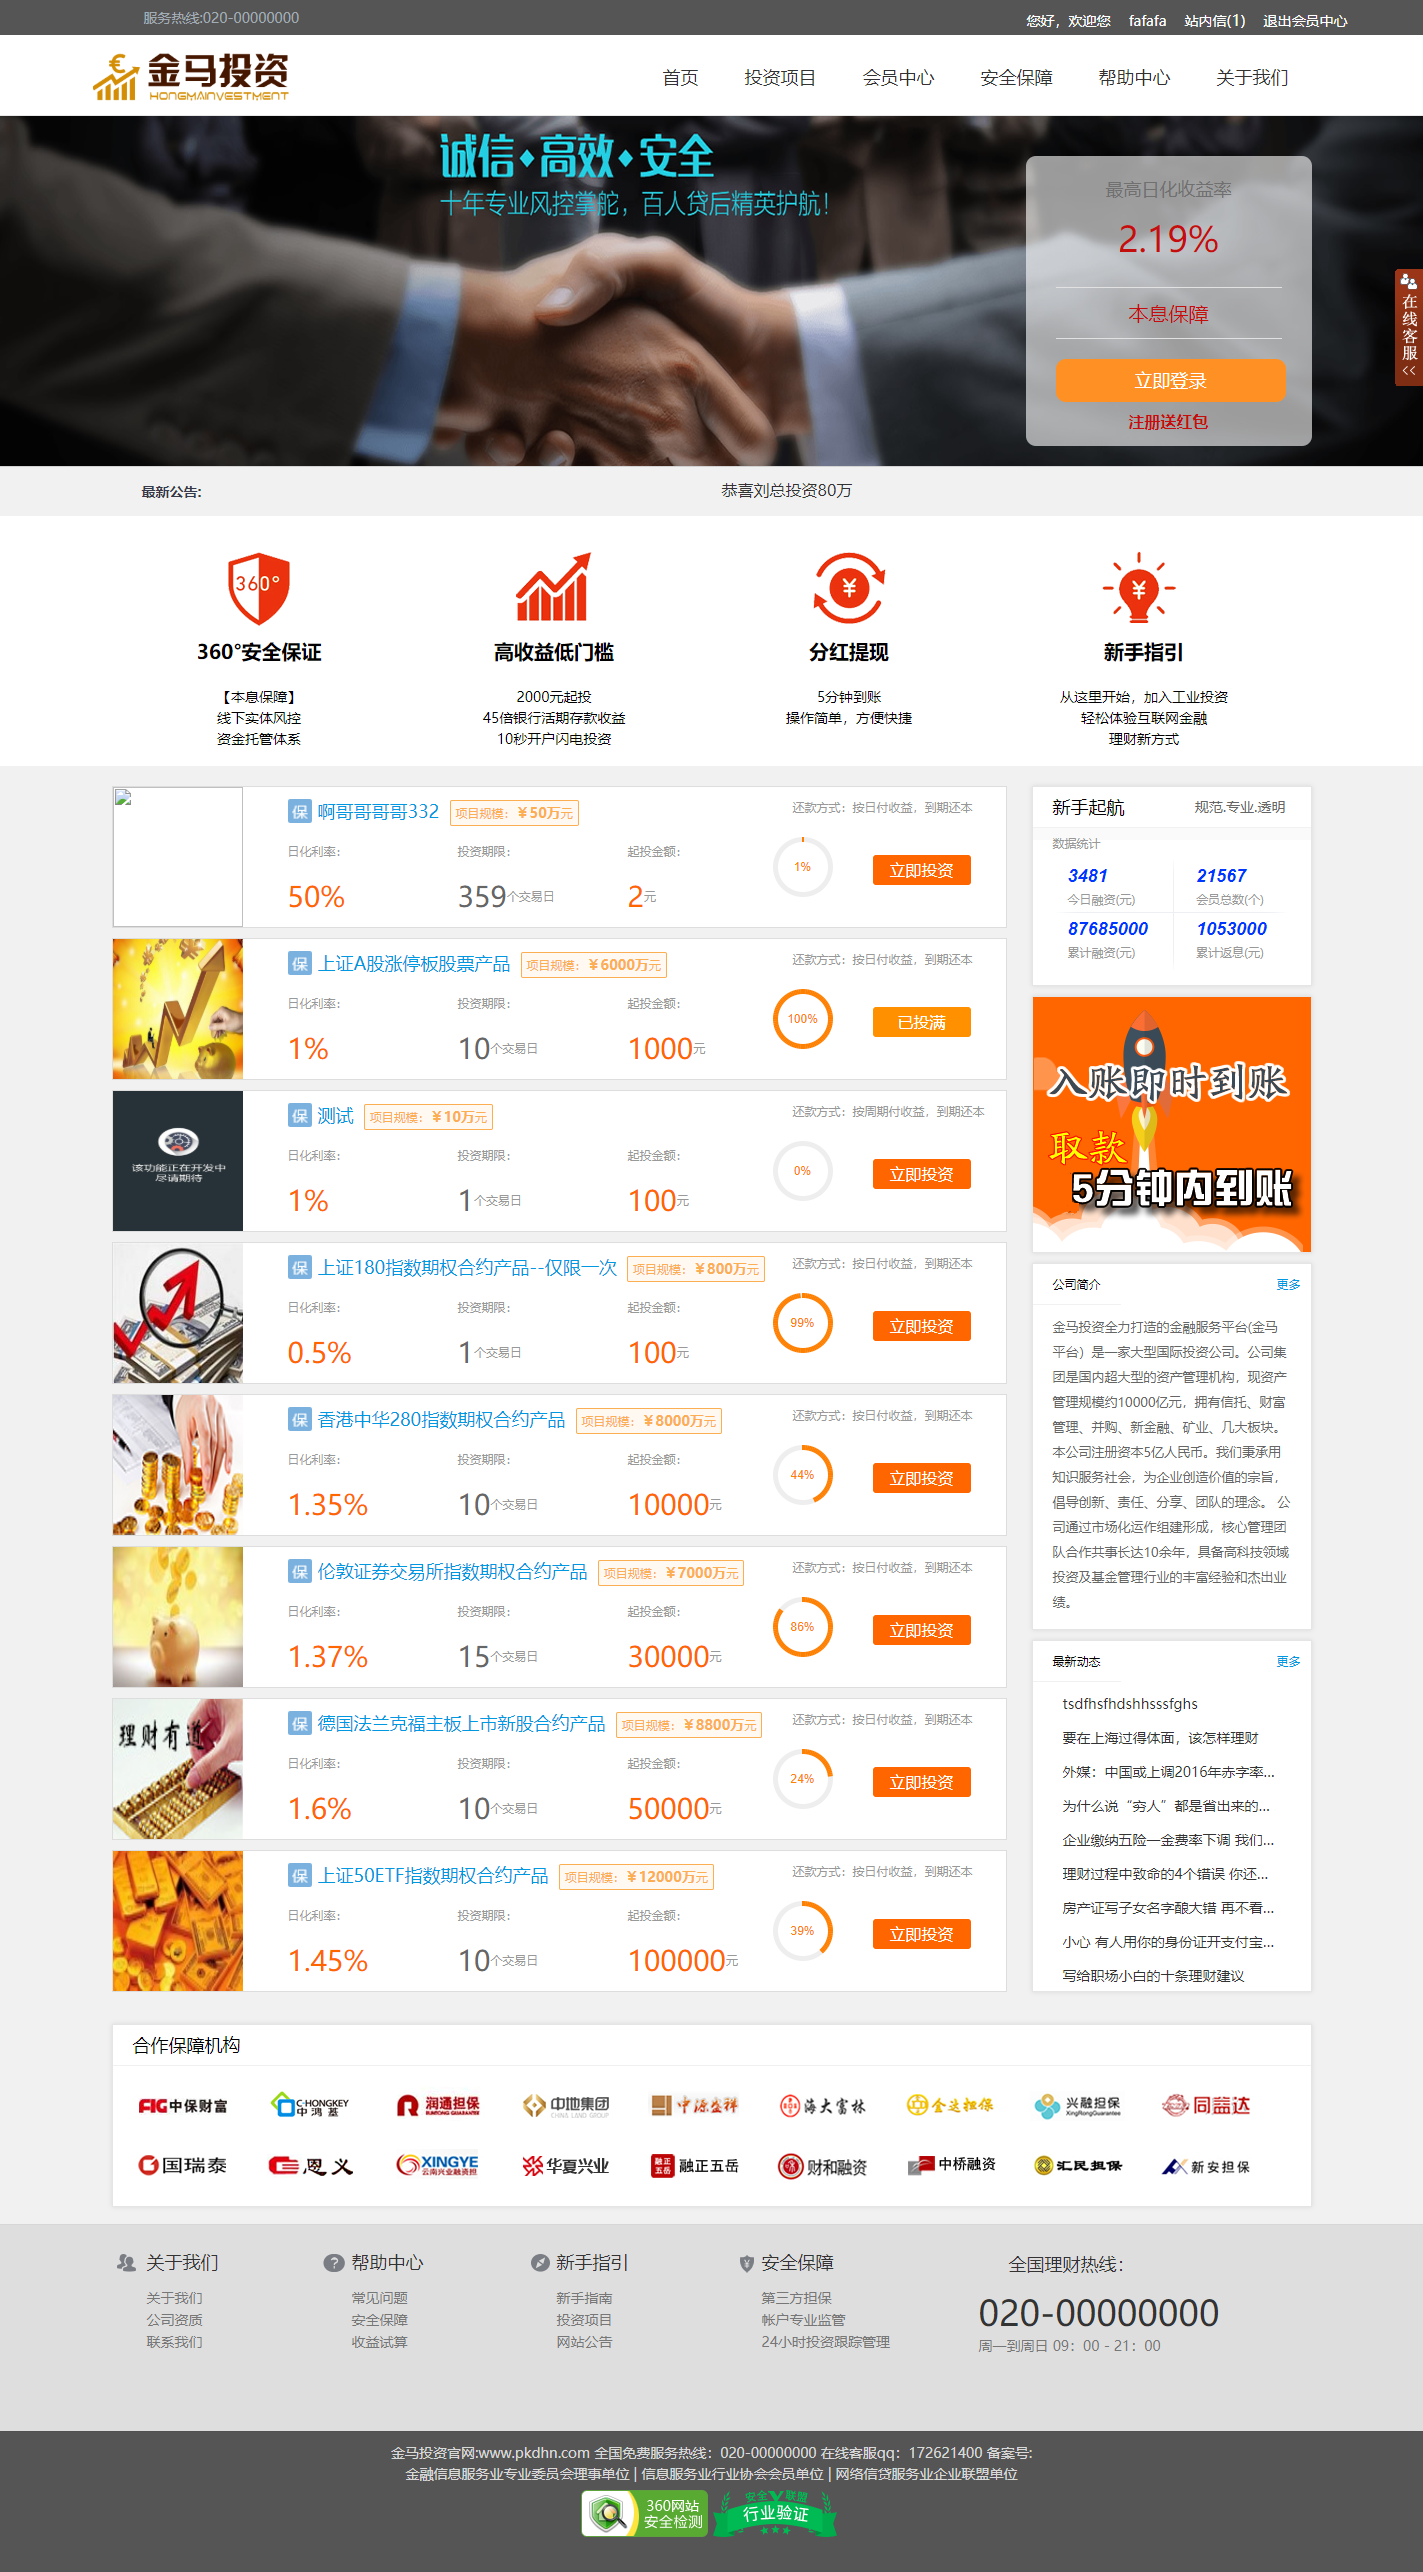 服务热线:020-00000000
您好，欢迎您 fafafa 站内信(1) 退出会员中心
金马投资
HONGMAINVESTMENT
首页 投资项目 会员中心 安全保障 帮助中心 关于我们
诚信·高效·安全
十年专业风控掌舵，百人贷后精英护航！
最高日化收益率
2.19%
本息保障
立即登录
注册送红包
在线客服
<<
最新公告:
恭喜刘总投资80万
360°
360°安全保证
【本息保障】
线下实体风控
资金托管体系
高收益低门槛
2000元起投
45倍银行活期存款收益
10秒开户闪电投资
分红提现
5分钟到账
操作简单，方便快捷
新手指引
从这里开始，加入工业投资
轻松体验互联网金融
理财新方式
保 啊哥哥哥哥332 项目规模：￥50万元 还款方式：按日付收益，到期还本
日化利率: 投资期限: 起投金额:
50% 359个交易日 2元 1% 立即投资
保 上证A股涨停板股票产品 项目规模：￥6000万元 还款方式：按日付收益，到期还本
日化利率: 投资期限: 起投金额:
1% 10个交易日 1000元 100% 已投满
该功能正在开发中
尽请期待
保 测试 项目规模：￥10万元 还款方式：按周期付收益，到期还本
日化利率: 投资期限: 起投金额:
1% 1个交易日 100元 0% 立即投资
保 上证180指数期权合约产品--仅限一次 项目规模：￥800万元 还款方式：按日付收益，到期还本
日化利率: 投资期限: 起投金额:
0.5% 1个交易日 100元 99% 立即投资
保 香港中华280指数期权合约产品 项目规模：￥8000万元 还款方式：按日付收益，到期还本
日化利率: 投资期限: 起投金额:
1.35% 10个交易日 10000元 44% 立即投资
保 伦敦证券交易所指数期权合约产品 项目规模：￥7000万元 还款方式：按日付收益，到期还本
日化利率: 投资期限: 起投金额:
1.37% 15个交易日 30000元 86% 立即投资
理财有道
保 德国法兰克福主板上市新股合约产品 项目规模：￥8800万元 还款方式：按日付收益，到期还本
日化利率: 投资期限: 起投金额:
1.6% 10个交易日 50000元 24% 立即投资
保 上证50ETF指数期权合约产品 项目规模：￥12000万元 还款方式：按日付收益，到期还本
日化利率: 投资期限: 起投金额:
1.45% 10个交易日 100000元 39% 立即投资
新手起航 规范.专业.透明
数据统计
3481 21567
今日融资(元) 会员总数(个)
87685000 1053000
累计融资(元) 累计返息(元)
入账即时到账
取款
5分钟内到账
公司简介 更多
金马投资全力打造的金融服务平台(金马
平台）是一家大型国际投资公司。公司集
团是国内超大型的资产管理机构，现资产
管理规模约10000亿元，拥有信托、财富
管理、并购、新金融、矿业、几大板块。
本公司注册资本5亿人民币。我们秉承用
知识服务社会，为企业创造价值的宗旨，
倡导创新、责任、分享、团队的理念。 公
司通过市场化运作组建形成，核心管理团
队合作共事长达10余年，具备高科技领域
投资及基金管理行业的丰富经验和杰出业
绩。
最新动态 更多
tsdfhsfhdshhsssfghs
要在上海过得体面，该怎样理财
外媒：中国或上调2016年赤字率...
为什么说“穷人”都是省出来的...
企业缴纳五险一金费率下调 我们...
理财过程中致命的4个错误 你还...
房产证写子女名字酿大错 再不看...
小心 有人用你的身份证开支付宝...
写给职场小白的十条理财建议
合作保障机构
FIG中保财富 C-HONGKEY 中鸿基 润通担保 RUNTONG GUARANTEE 中地集团 CHINA LAND GROUP 中源盛祥 海大富林 金达担保 兴融担保 XingRongGuarantee 同益达
国瑞泰 恩义 XINGYE 云南兴业融资担 华夏兴业 融正五岳 融正五岳 财和融资 中桥融资 汇民担保 新安担保
关于我们 帮助中心 新手指引 安全保障 全国理财热线：
关于我们 常见问题 新手指南 第三方担保
公司资质 安全保障 投资项目 帐户专业监管
联系我们 收益试算 网站公告 24小时投资跟踪管理
020-00000000
周一到周日 09：00 - 21：00
金马投资官网:www.pkdhn.com 全国免费服务热线：020-00000000 在线客服qq：172621400 备案号:
金融信息服务业专业委员会理事单位 | 信息服务业行业协会会员单位 | 网络信贷服务业企业联盟单位
360网站
安全检测
安全联盟
行业验证